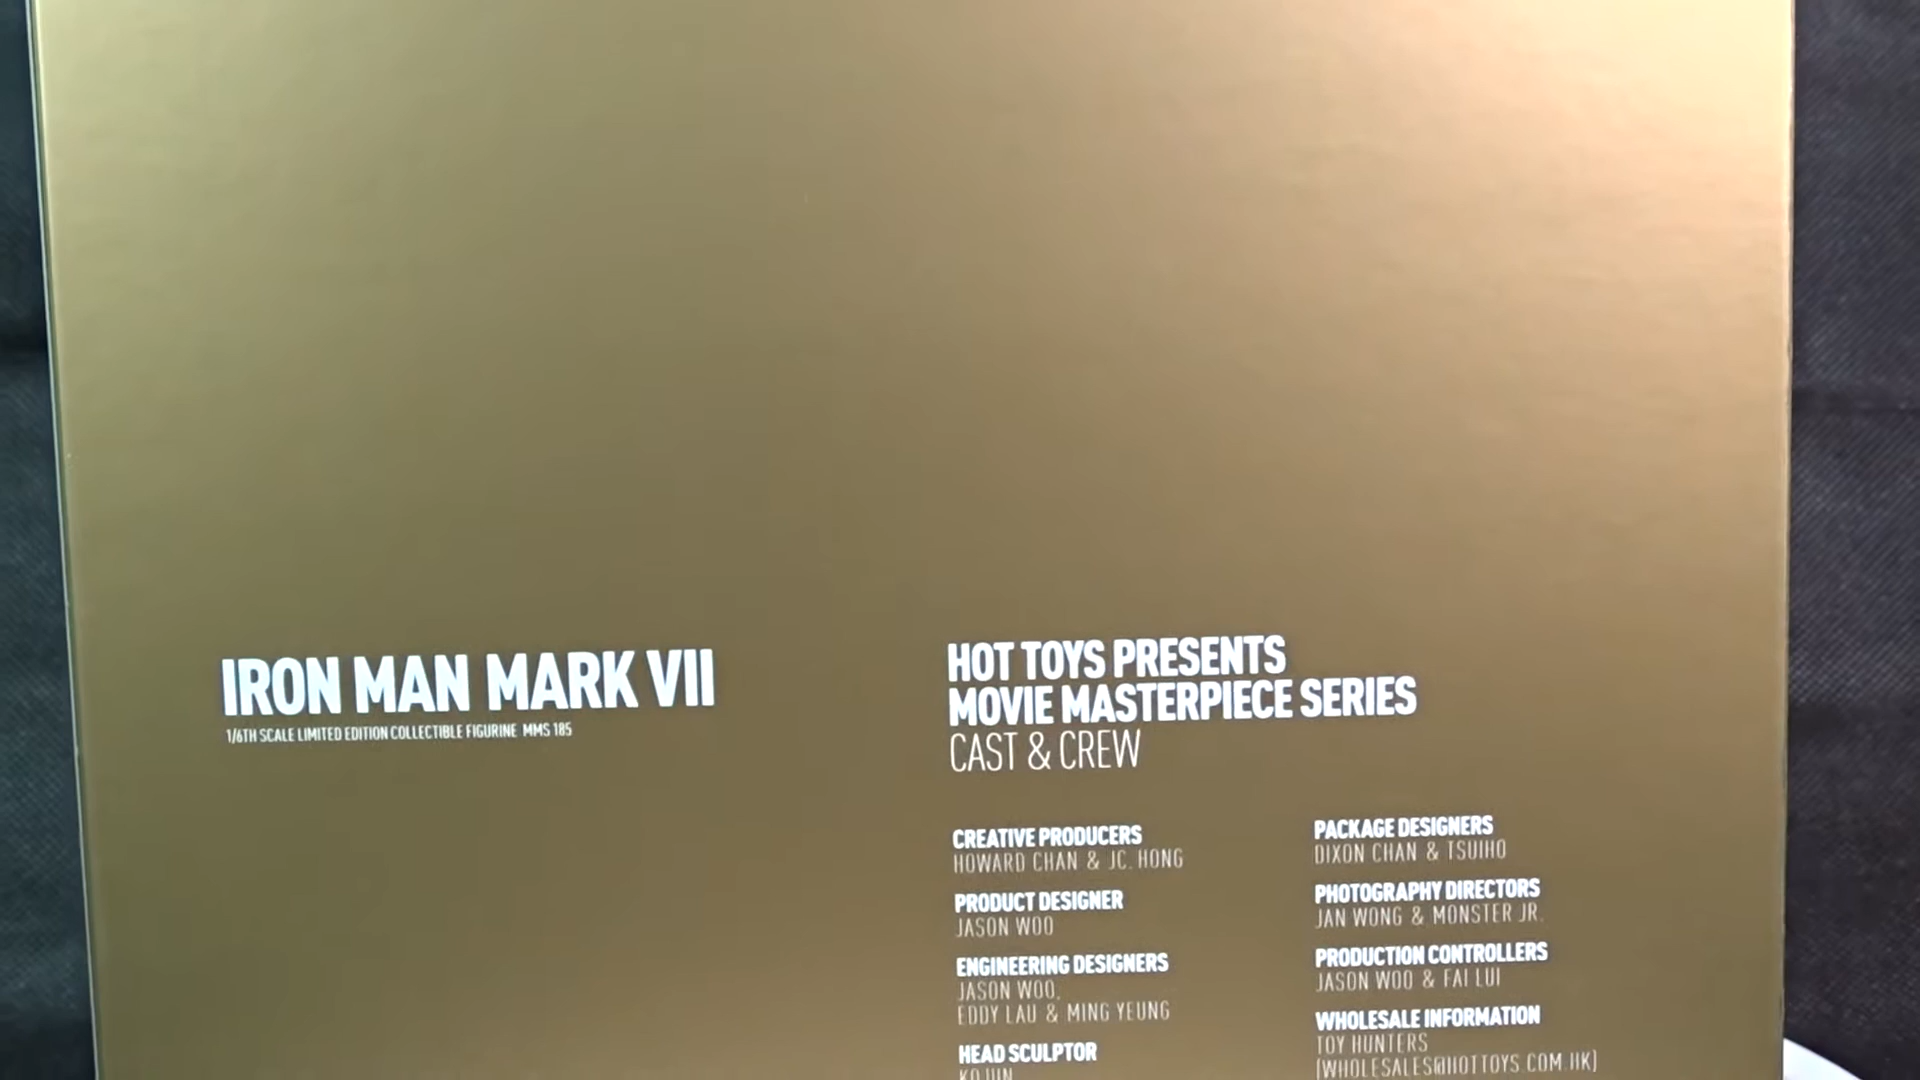 IRON MAN MARK VII
1/6TH SCALE LIMITED EDITION COLLECTIBLE FIGURINE MMS 185
HOT TOYS PRESENTS
MOVIE MASTERPIECE SERIES
CAST & CREW
CREATIVE PRODUCERS
HOWARD CHAN & JC. HONG
PRODUCT DESIGNER
JASON WOO
ENGINEERING DESIGNERS
JASON WOO,
EDDY LAU & MING YEUNG
HEAD SCULPTOR
PACKAGE DESIGNERS
DIXON CHAN & TSUIHO
PHOTOGRAPHY DIRECTORS
JAN WONG & MONSTER JR.
PRODUCTION CONTROLLERS
JASON WOO & FAI LUI
WHOLESALE INFORMATION
TOY HUNTERS
[WHOLESALES@HOTTOYS.COM.HK]